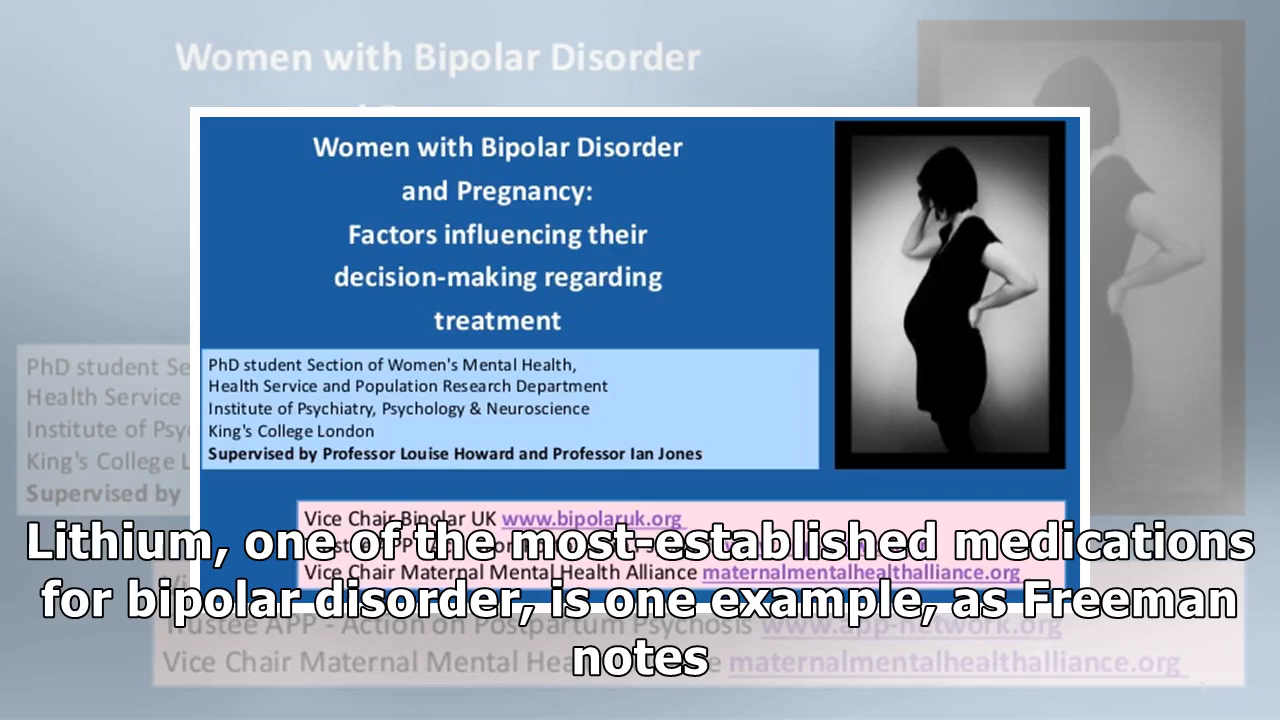 Women with Bipolar Disorder
Women with Bipolar Disorder
and Pregnancy:
Factors influencing their
decision-making regarding
treatment
PhD student Se
Health Service
Institute of Psy
King's College L
Supervised by
PhD student Section of Women's Mental Health,
Health Service and Population Research Department
Institute of Psychiatry, Psychology & Neuroscience
King's College London
Supervised by Professor Louise Howard and Professor Ian Jones
Vice Chair Bipolar UK www.bipolaruk.org
Vice Chair Maternal Mental Health Alliance maternalmentalhealthalliance.org
Lithium, one of the most-established medications
for bipolar disorder, is one example, as Freeman
notes
Trustee APP - Action on Postpartum Psychosis www.app-network.org
Vice Chair Maternal Mental Hea maternalmentalhealthalliance.org